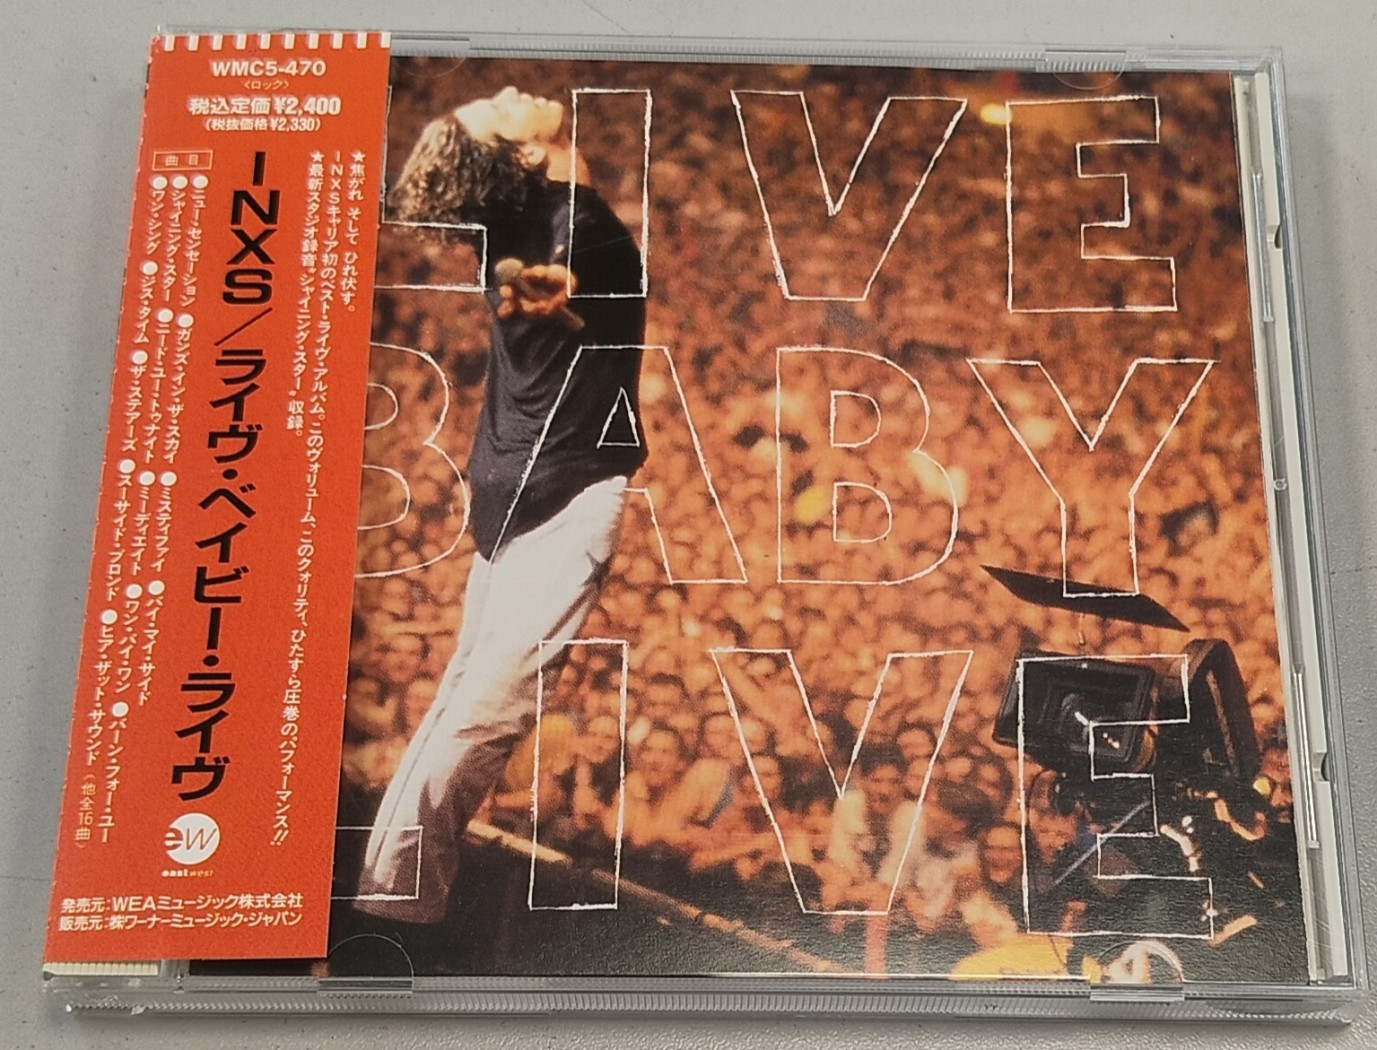 WMC5-470
〈ロック〉
税込定価¥2,400
(税抜価格¥2,330)
★焦がれ そして ひれ伏す。
INXSキャリア初のベスト・ライヴ・アルバム。このヴォリューム、このクォリティ、ひたすら圧巻のパフォーマンス!!
★最新スタジオ録音“シャイニング・スター”収録。
INXS/ライヴ・ベイビー・ライヴ
曲目
●ニュー・センセーション ●ガンズ・イン・ザ・スカイ ●ミスティファイ ●バイ・マイ・サイド
●シャイニング・スター ●ニード・ユー・トゥナイト ●ミーディエイト ●ワン・バイ・ワン ●バーン・フォー・ユー
●ワン・シング ●ジス・タイム ●ザ・ステアーズ ●スーサイド・ブロンド ●ヒア・ザット・サウンド (他全16曲)
ew
east west
発売元:WEAミュージック株式会社
販売元:㈱ワーナーミュージック・ジャパン
LIVE
BABY
LIVE